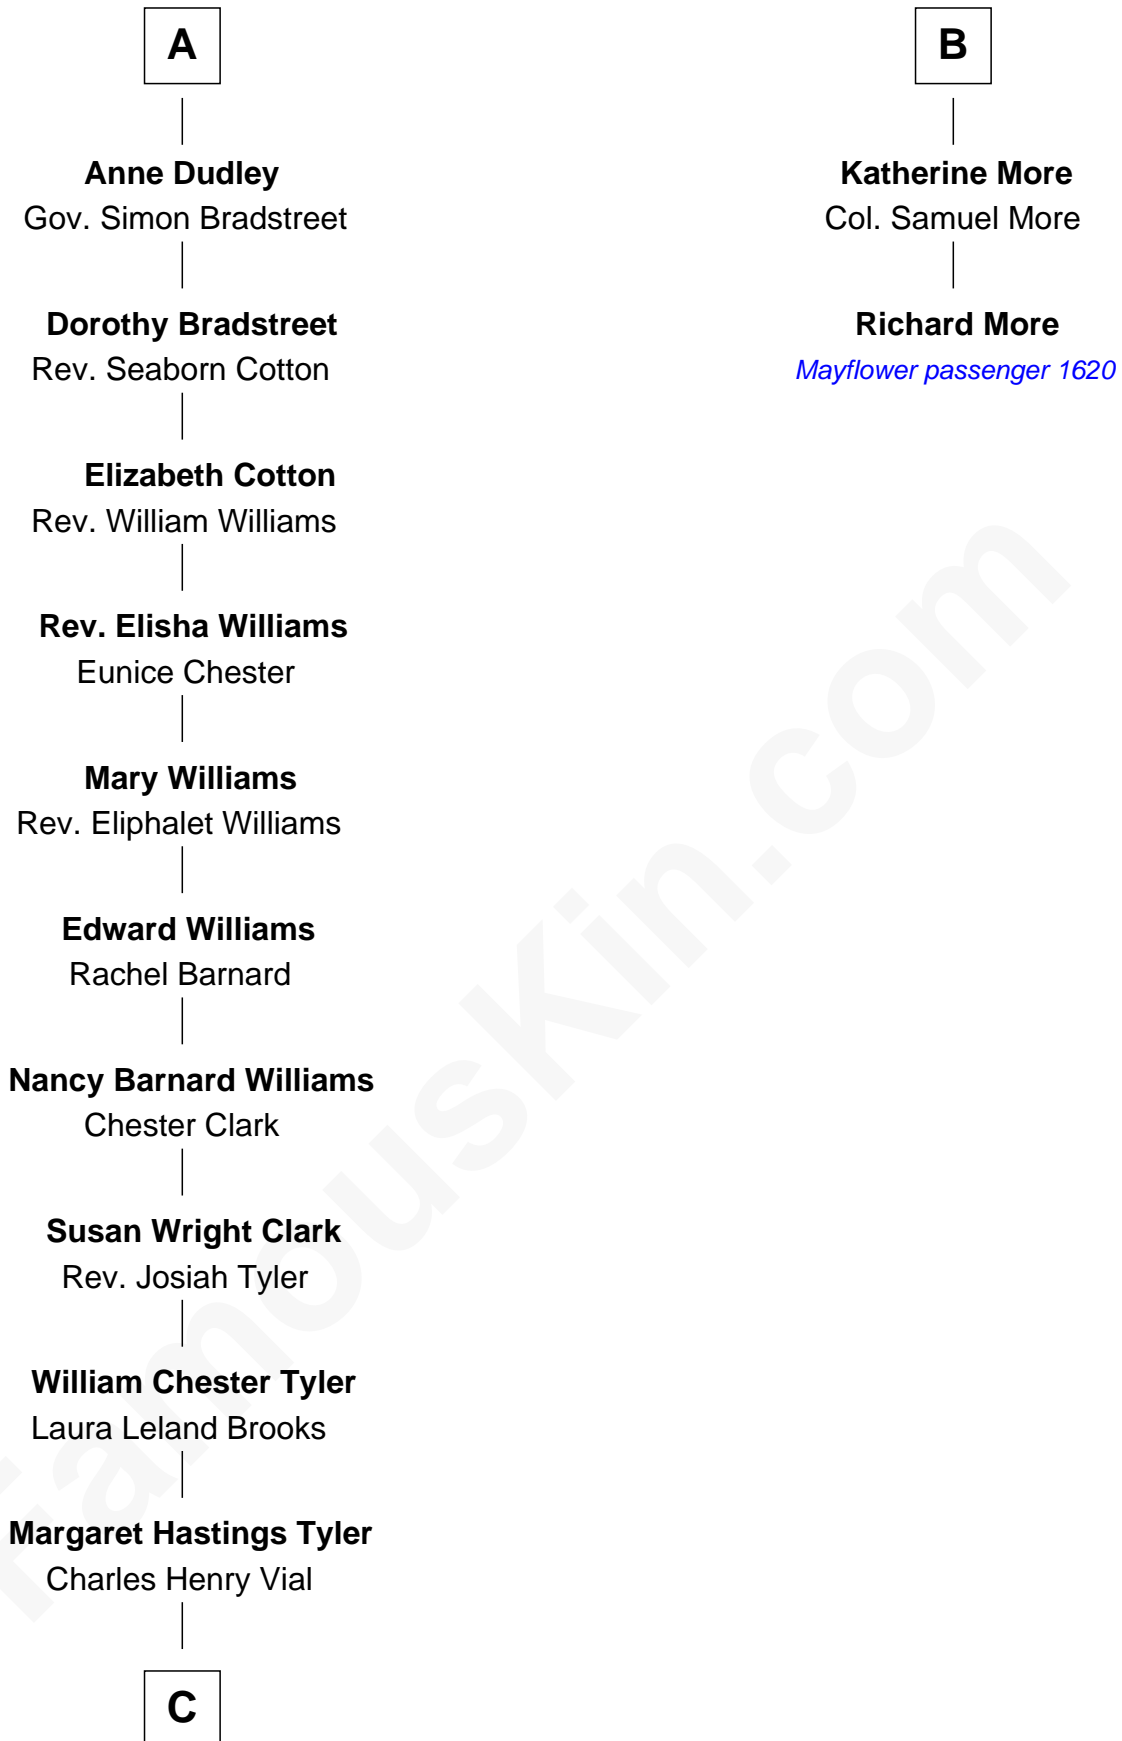 A
Anne Dudley
Gov. Simon Bradstreet
Dorothy Bradstreet
Rev. Seaborn Cotton
Elizabeth Cotton
Rev. William Williams
Rev. Elisha Williams
Eunice Chester
Mary Williams
Rev. Eliphalet Williams
Edward Williams
Rachel Barnard
Nancy Barnard Williams
Chester Clark
Susan Wright Clark
Rev. Josiah Tyler
William Chester Tyler
Laura Leland Brooks
Margaret Hastings Tyler
Charles Henry Vial
C
B
Katherine More
Col. Samuel More
Richard More
Mayflower passenger 1620
FamousKin.com